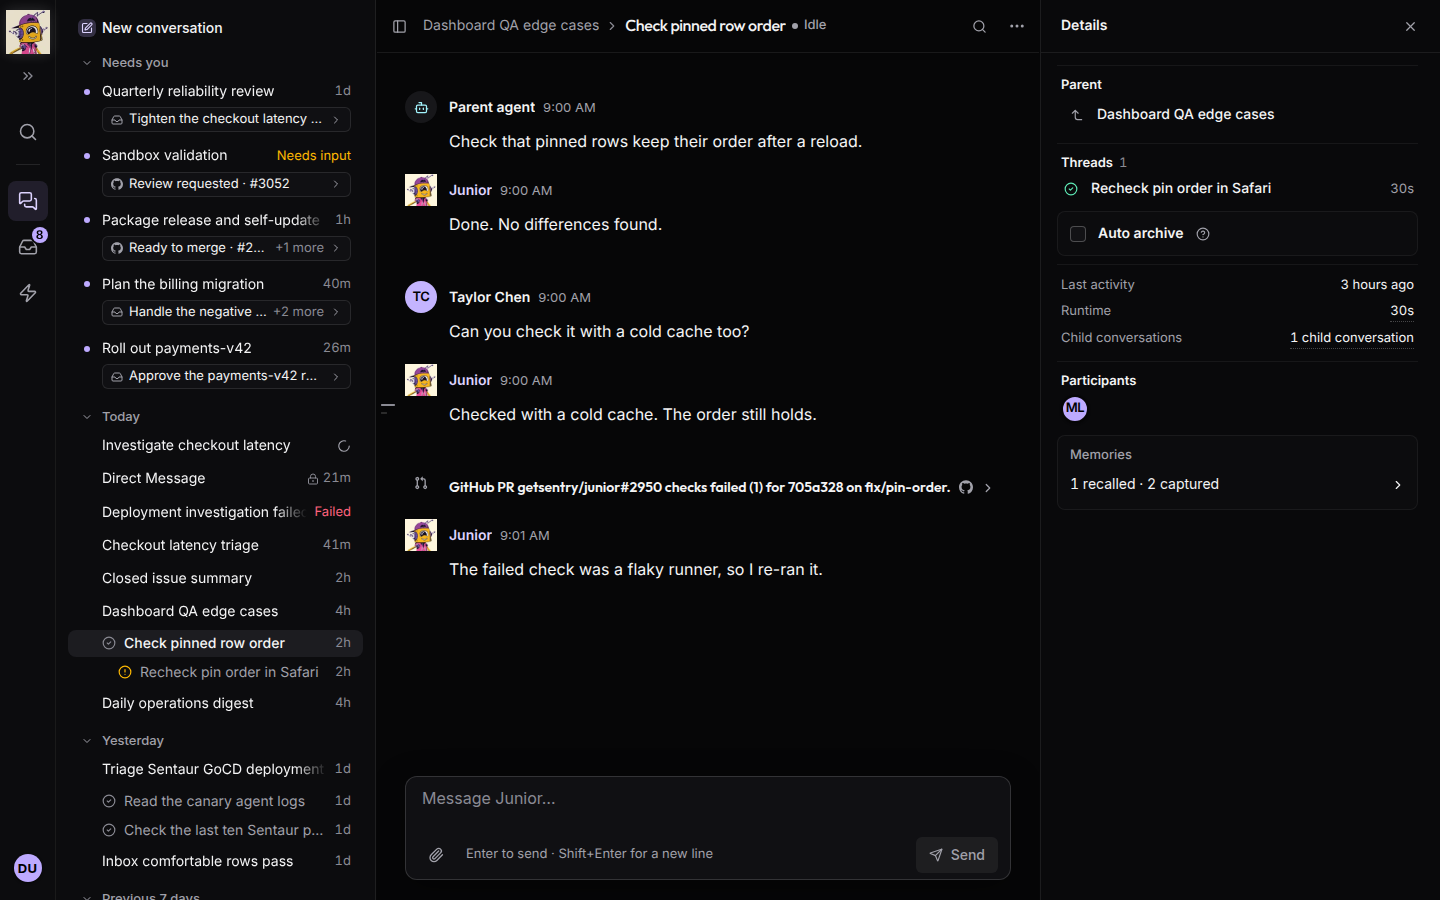 New conversation
Needs you
Quarterly reliability review 1d
Tighten the checkout latency ...
Sandbox validation Needs input
Review requested · #3052
Package release and self-update 1h
Ready to merge · #2... +1 more
Plan the billing migration 40m
Handle the negative ... +2 more
Roll out payments-v42 26m
Approve the payments-v42 r...
Today
Investigate checkout latency
Direct Message 21m
Deployment investigation failed Failed
Checkout latency triage 41m
Closed issue summary 2h
Dashboard QA edge cases 4h
Check pinned row order 2h
Recheck pin order in Safari 2h
Daily operations digest 4h
Yesterday
Triage Sentaur GoCD deployment 1d
Read the canary agent logs 1d
Check the last ten Sentaur p... 1d
Inbox comfortable rows pass 1d
Previous 7 days
8
DU
Dashboard QA edge cases > Check pinned row order Idle
Parent agent 9:00 AM
Check that pinned rows keep their order after a reload.
Junior 9:00 AM
Done. No differences found.
TC Taylor Chen 9:00 AM
Can you check it with a cold cache too?
Junior 9:00 AM
Checked with a cold cache. The order still holds.
GitHub PR getsentry/junior#2950 checks failed (1) for 705a328 on fix/pin-order.
Junior 9:01 AM
The failed check was a flaky runner, so I re-ran it.
Message Junior...
Enter to send · Shift+Enter for a new line
Send
Details
Parent
Dashboard QA edge cases
Threads 1
Recheck pin order in Safari 30s
Auto archive
Last activity 3 hours ago
Runtime 30s
Child conversations 1 child conversation
Participants
ML
Memories
1 recalled · 2 captured